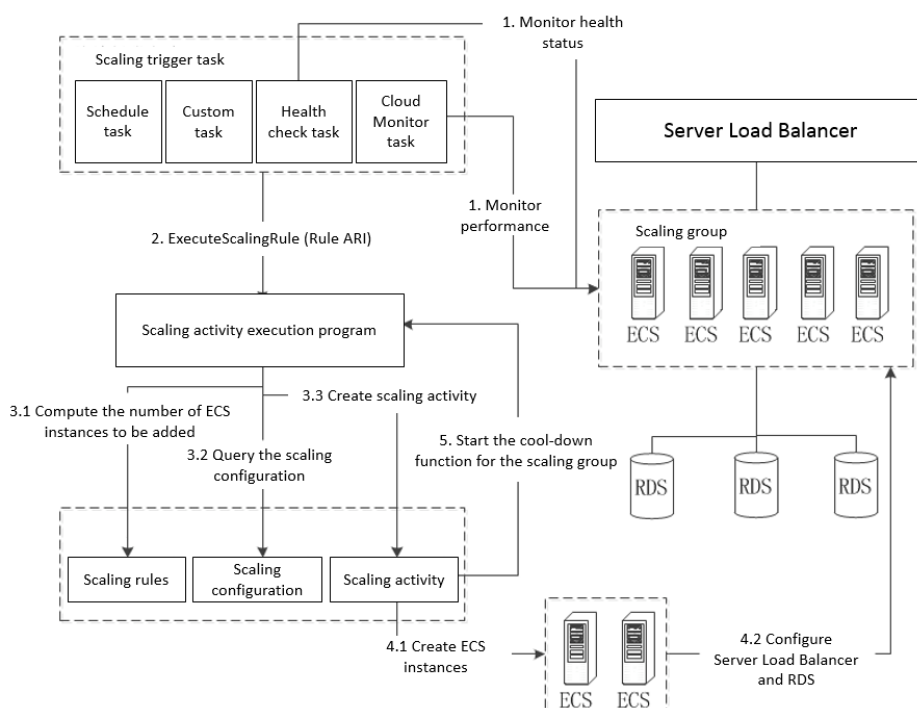 1. Monitor health
status
Scaling trigger task
Schedule
task
Custom
task
Health
check task
Cloud
Monitor
task
Server Load Balancer
1. Monitor
performance
2. ExecuteScalingRule (Rule ARI)
Scaling group
ECS
ECS
ECS
ECS
ECS
Scaling activity execution program
3.1 Compute the number of ECS
instances to be added
3.3 Create scaling activity
3.2 Query the scaling
configuration
5. Start the cool-down
function for the scaling group
RDS
RDS
RDS
Scaling rules
Scaling
configuration
Scaling activity
4.1 Create ECS
instances
ECS
ECS
4.2 Configure
Server Load Balancer
and RDS